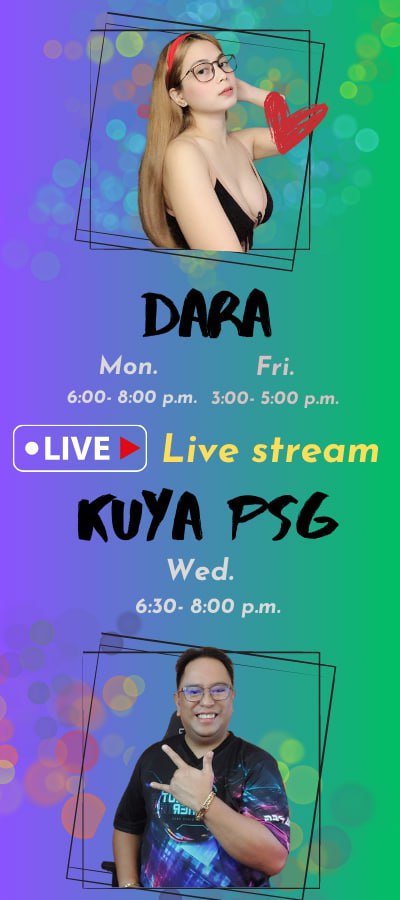 DARA
Mon. Fri.
6:00- 8:00 p.m. 3:00- 5:00 p.m.
LIVE Live stream
KUYA PSG
Wed.
6:30- 8:00 p.m.